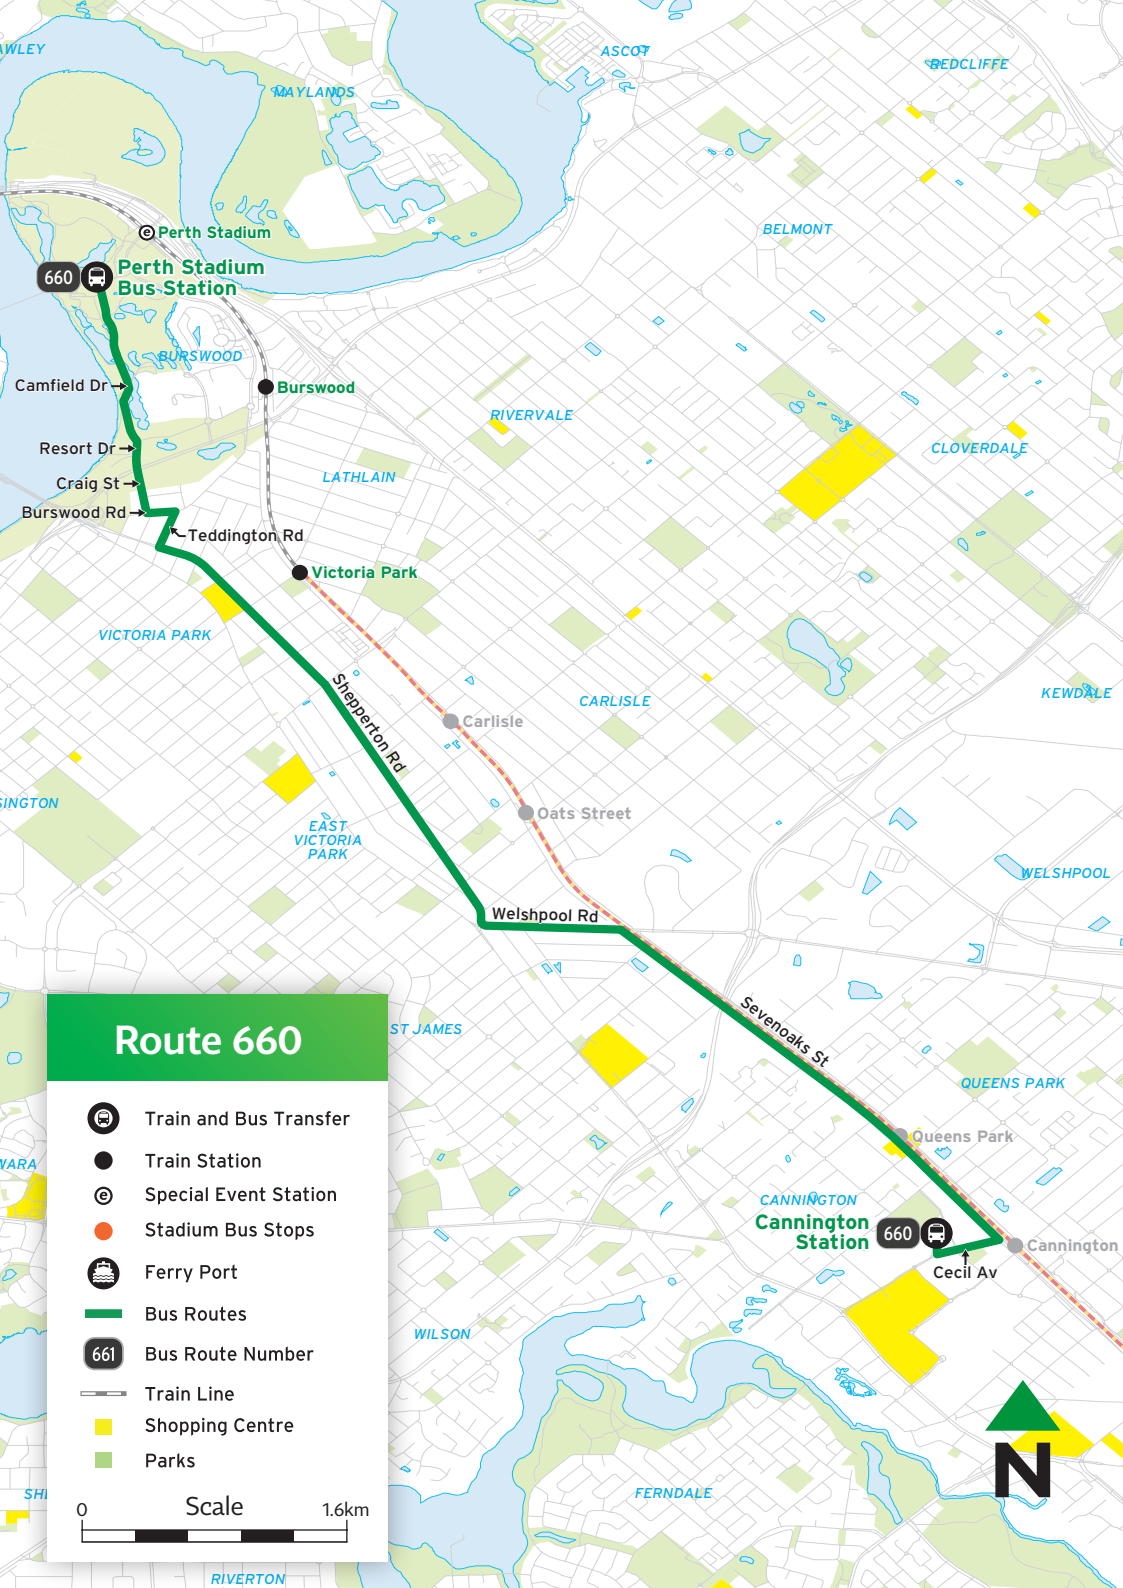 ASCOT
REDCLIFFE
MAYLANDS
BELMONT
Perth Stadium
660
Perth Stadium
Bus Station
BURSWOOD
Camfield Dr
Burswood
RIVERVALE
CLOVERDALE
Resort Dr
LATHLAIN
Craig St
Burswood Rd
Teddington Rd
Victoria Park
VICTORIA PARK
KEWDALE
CARLISLE
Shepperton Rd
Carlisle
SINGTON
Oats Street
EAST
VICTORIA
PARK
WELSHPOOL
Welshpool Rd
Sevenoaks St
ST JAMES
QUEENS PARK
Queens Park
CANNINGTON
Cannington
Station
660
Cannington
Cecil Av
WILSON
FERNDALE
RIVERTON
N
Route 660
Train and Bus Transfer
Train Station
e Special Event Station
Stadium Bus Stops
Ferry Port
Bus Routes
661 Bus Route Number
Train Line
Shopping Centre
Parks
0 Scale 1.6km